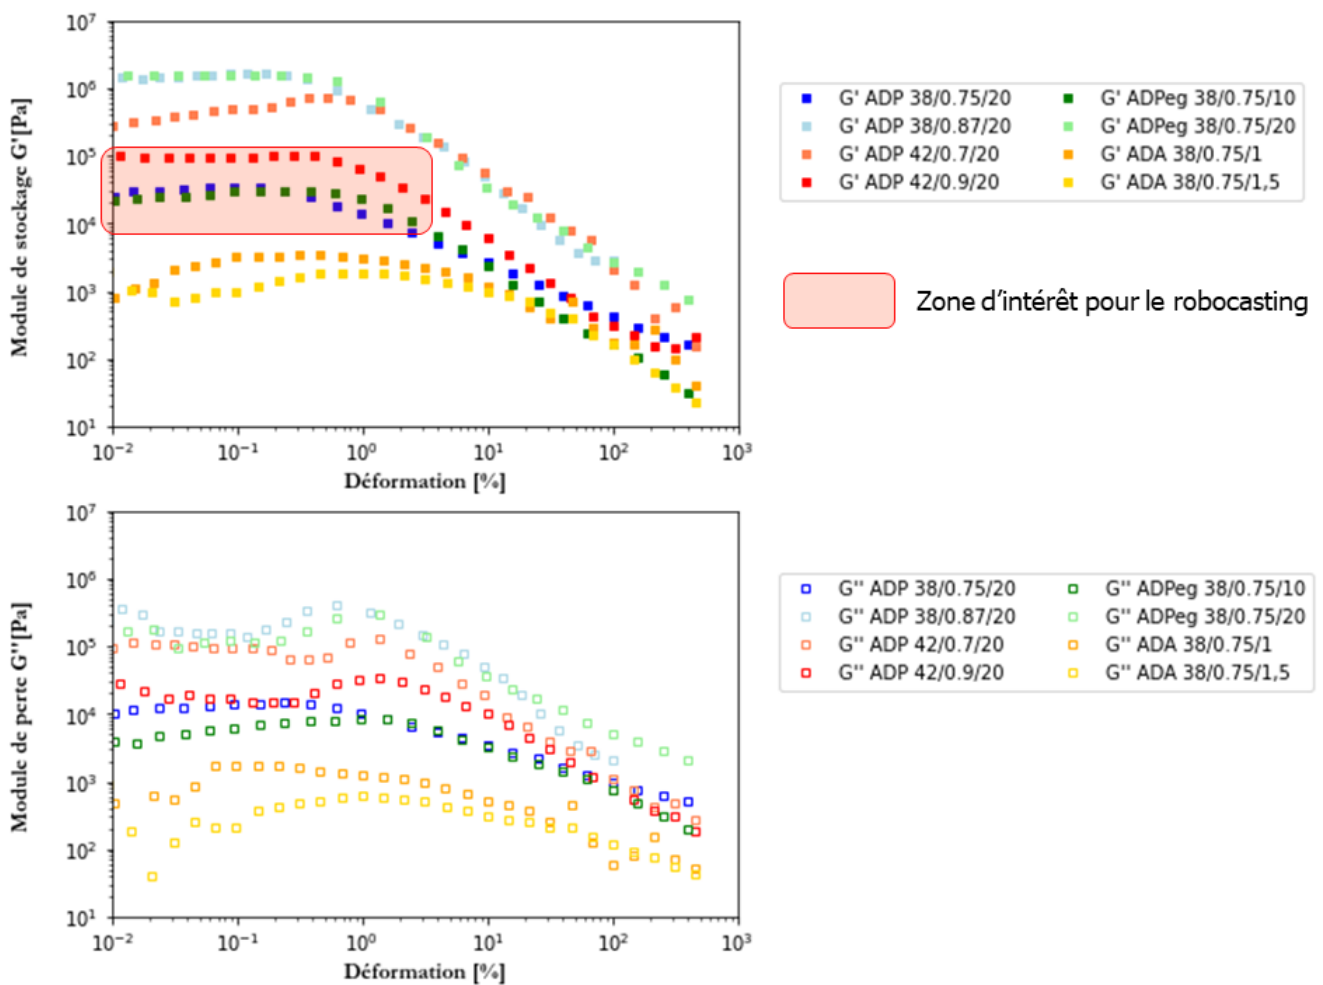 Module de stockage G'[Pa]
10⁷
10⁶
10⁵
10⁴
10³
10²
10¹
10⁻² 10⁻¹ 10⁰ 10¹ 10² 10³
Déformation [%]
G' ADP 38/0.75/20 G' ADPeg 38/0.75/10
G' ADP 38/0.87/20 G' ADPeg 38/0.75/20
G' ADP 42/0.7/20 G' ADA 38/0.75/1
G' ADP 42/0.9/20 G' ADA 38/0.75/1,5
Zone d'intérêt pour le robocasting
Module de perte G''[Pa]
10⁷
10⁶
10⁵
10⁴
10³
10²
10¹
10⁻² 10⁻¹ 10⁰ 10¹ 10² 10³
Déformation [%]
G'' ADP 38/0.75/20 G'' ADPeg 38/0.75/10
G'' ADP 38/0.87/20 G'' ADPeg 38/0.75/20
G'' ADP 42/0.7/20 G'' ADA 38/0.75/1
G'' ADP 42/0.9/20 G'' ADA 38/0.75/1,5